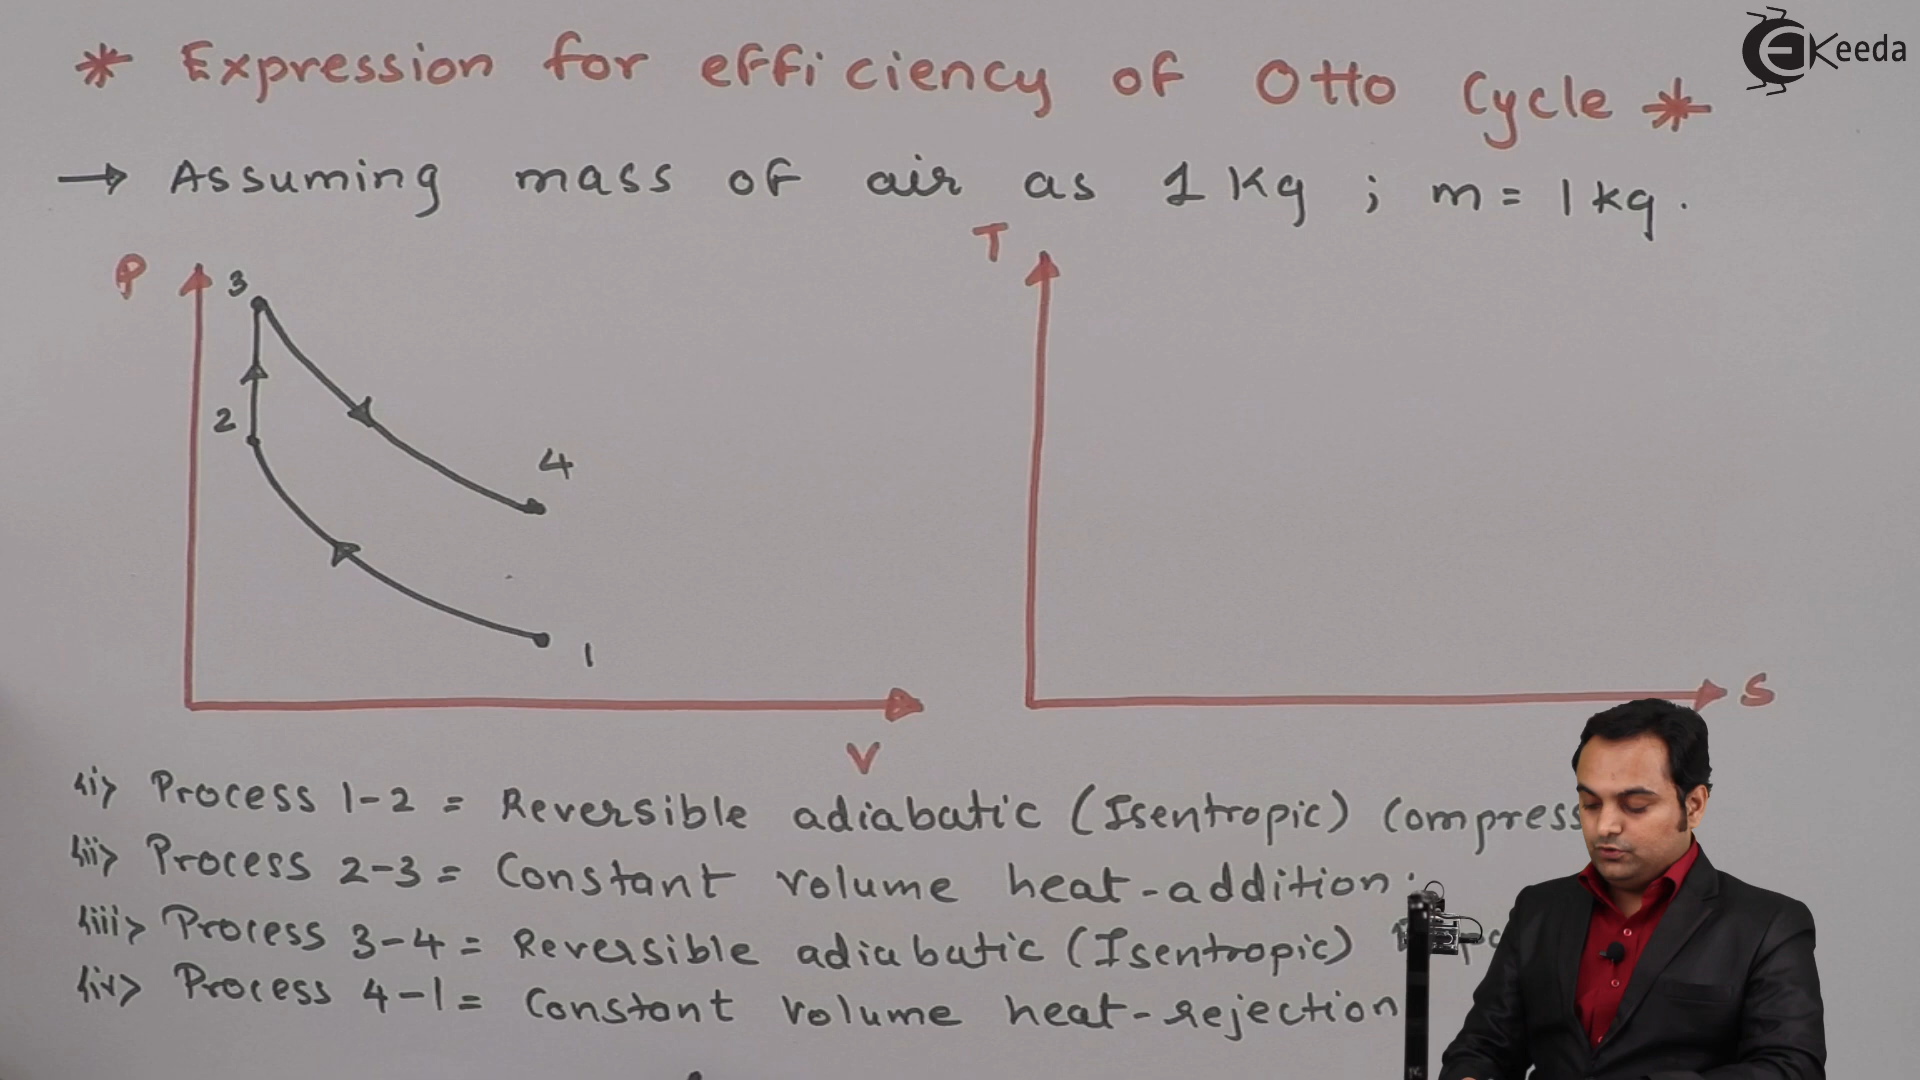 * Expression for efficiency of Otto Cycle *
EKeeda
→ Assuming mass of air as 1 Kg ; m = 1 kg.
P
3
2
4
1
V
T
S
(i) Process 1-2 = Reversible adiabatic (Isentropic) Compress
(ii) Process 2-3 = Constant volume heat-addition.
(iii) Process 3-4 = Reversible adiabatic (Isentropic)
(iv) Process 4-1 = Constant volume heat-rejection